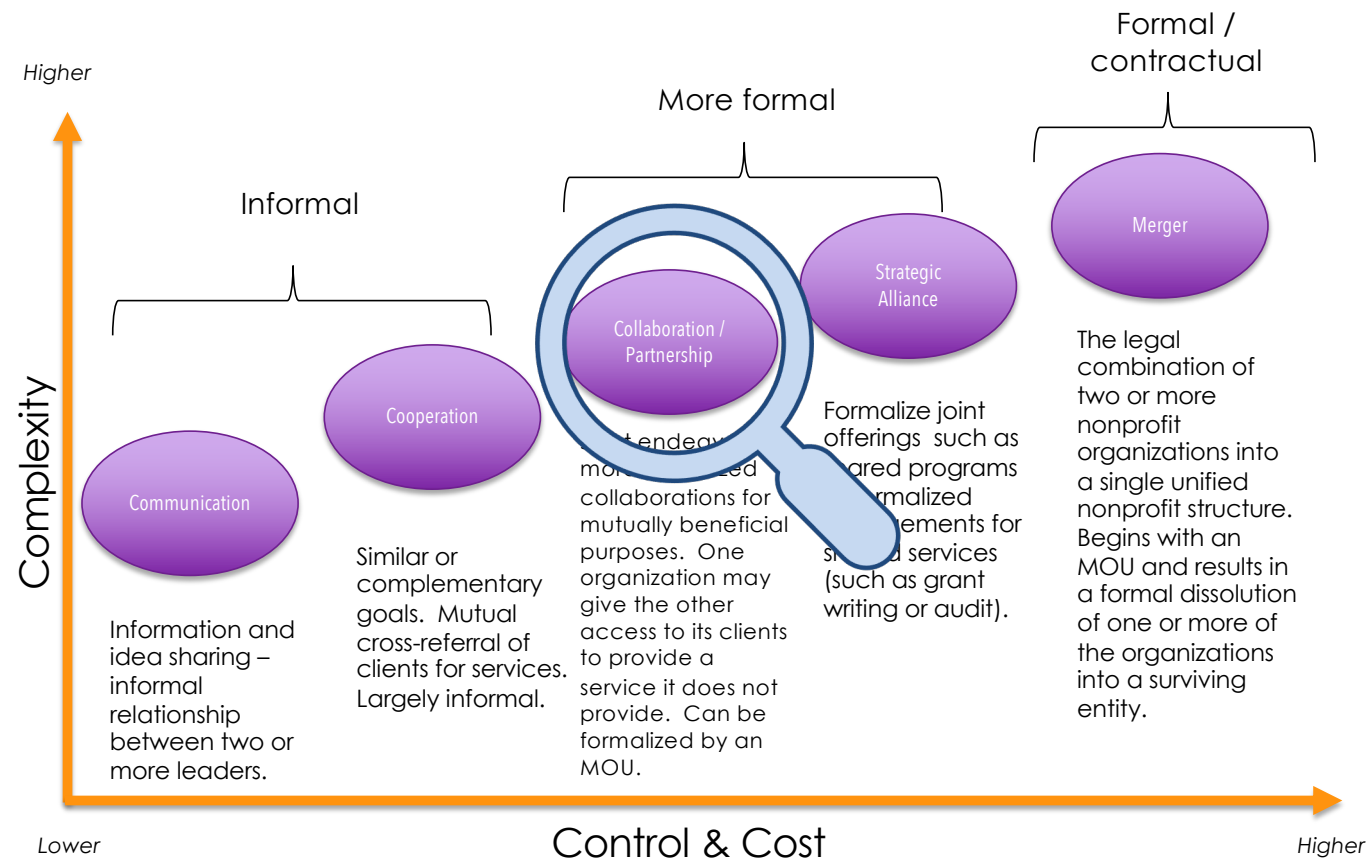 Formal /
contractual
Higher
More formal
Informal
Merger
Strategic
Alliance
Collaboration /
Partnership
Cooperation
Communication
Complexity
Information and
idea sharing –
informal
relationship
between two or
more leaders.
Similar or
complementary
goals.  Mutual
cross-referral of
clients for services.
Largely informal.
endeav
mor
collaborations for
mutually beneficial
purposes.  One
organization may
give the other
access to its clients
to provide a
service it does not
provide.  Can be
formalized by an
MOU.
Formalize joint
offerings  such as
programs
for
services
(such as grant
writing or audit).
The legal
combination of
two or more
nonprofit
organizations into
a single unified
nonprofit structure.
Begins with an
MOU and results in
a formal dissolution
of one or more of
the organizations
into a surviving
entity.
Lower
Control & Cost
Higher